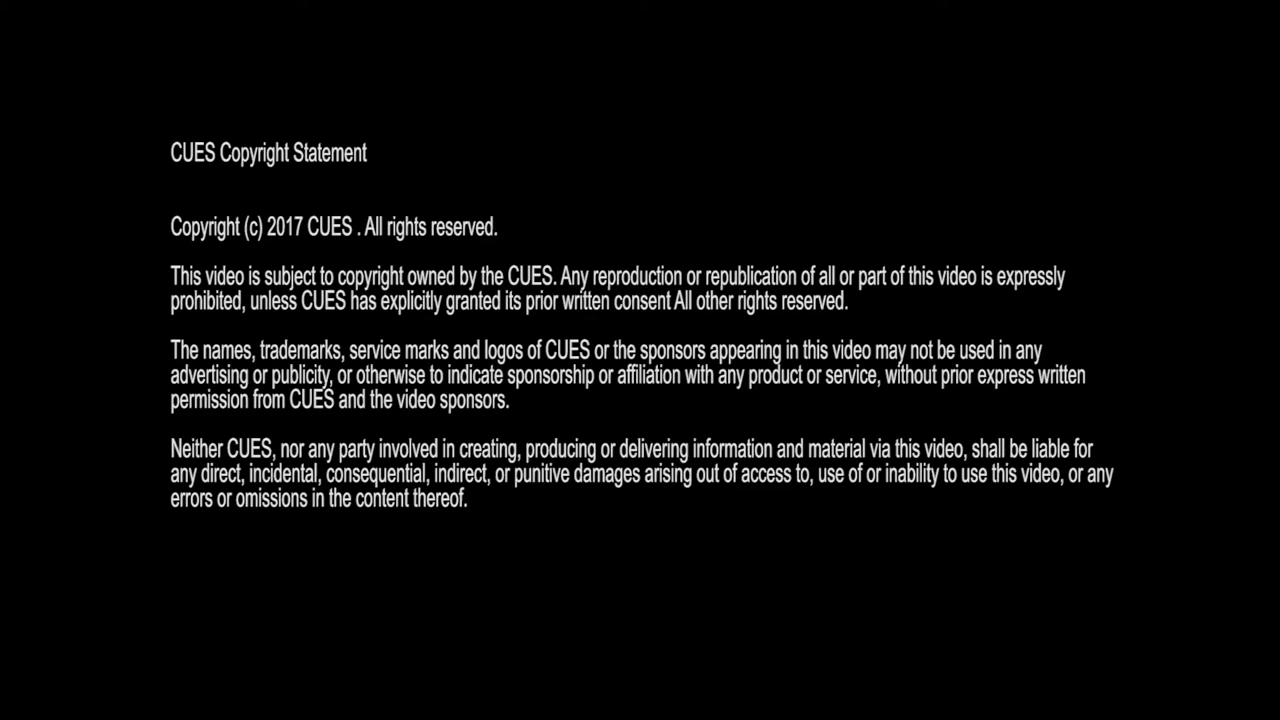 CUES Copyright Statement
Copyright (c) 2017 CUES . All rights reserved.
This video is subject to copyright owned by the CUES. Any reproduction or republication of all or part of this video is expressly
prohibited, unless CUES has explicitly granted its prior written consent All other rights reserved.
The names, trademarks, service marks and logos of CUES or the sponsors appearing in this video may not be used in any
advertising or publicity, or otherwise to indicate sponsorship or affiliation with any product or service, without prior express written
permission from CUES and the video sponsors.
Neither CUES, nor any party involved in creating, producing or delivering information and material via this video, shall be liable for
any direct, incidental, consequential, indirect, or punitive damages arising out of access to, use of or inability to use this video, or any
errors or omissions in the content thereof.